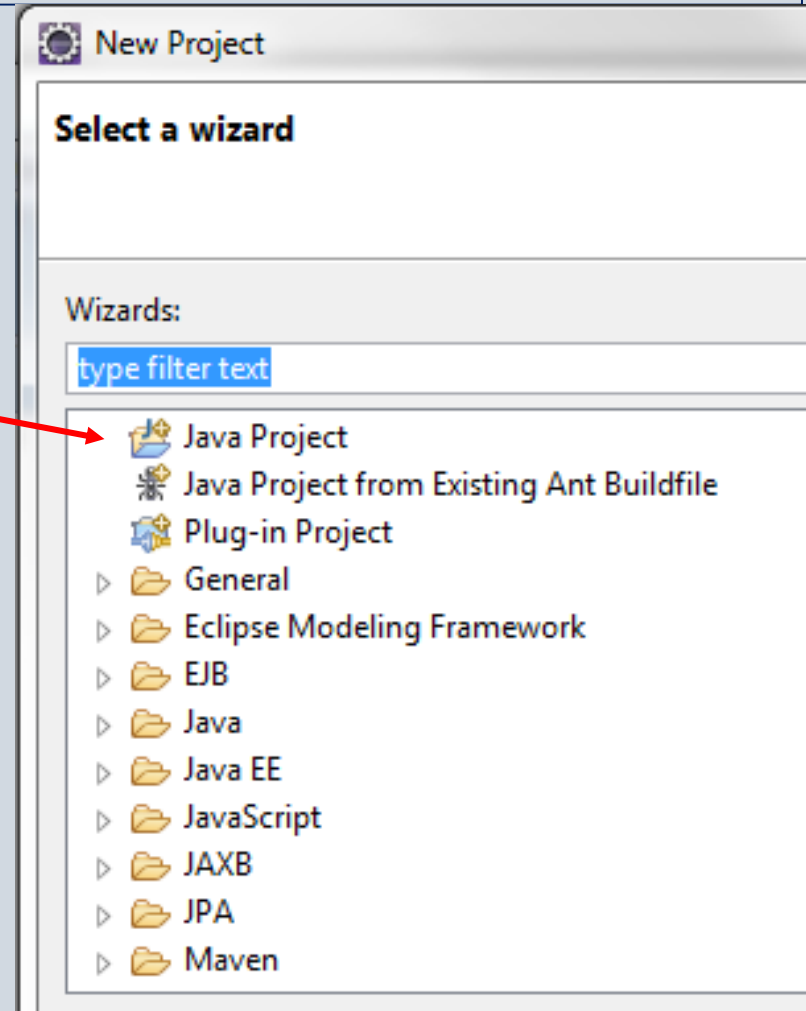 New Project
Select a wizard
Wizards:
type filter text
Java Project
Java Project from Existing Ant Buildfile
Plug-in Project
General
Eclipse Modeling Framework
EJB
Java
Java EE
JavaScript
JAXB
JPA
Maven